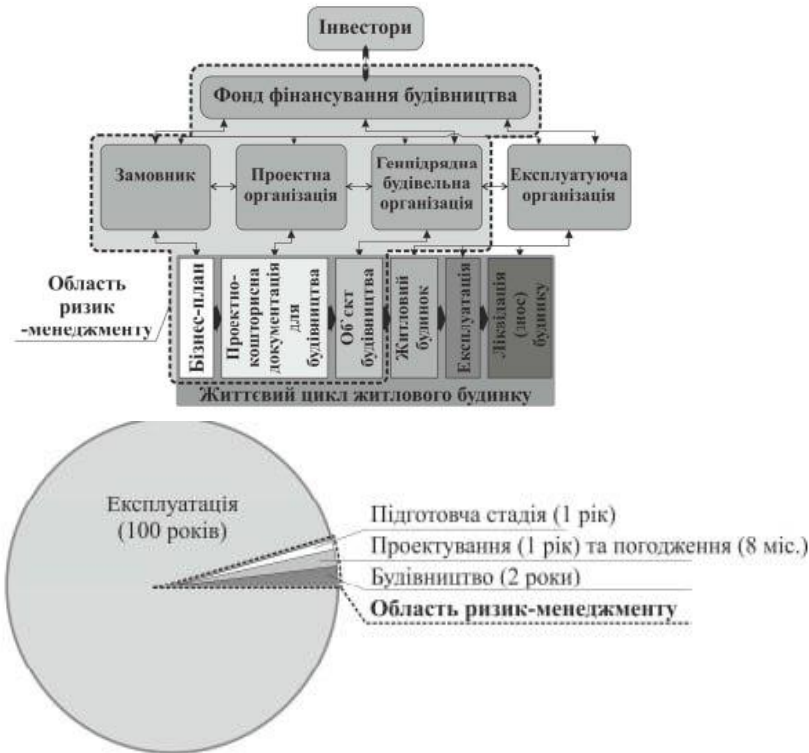 Інвестори
Фонд фінансування будівництва
Замовник
Проектна
організація
Генпідрядна
будівельна
організація
Експлуатуюча
організація
Область
ризик
-менеджменту
Бізнес-план
Проектно-
кошторисна
документація
для
будівництва
Об'єкт
будівництва
Житловий
будинок
Експлуатація
Ліквідація
(знос)
будинку
Життєвий цикл житлового будинку
Експлуатація
(100 років)
Підготовча стадія (1 рік)
Проектування (1 рік) та погодження (8 міс.)
Будівництво (2 роки)
Область ризик-менеджменту